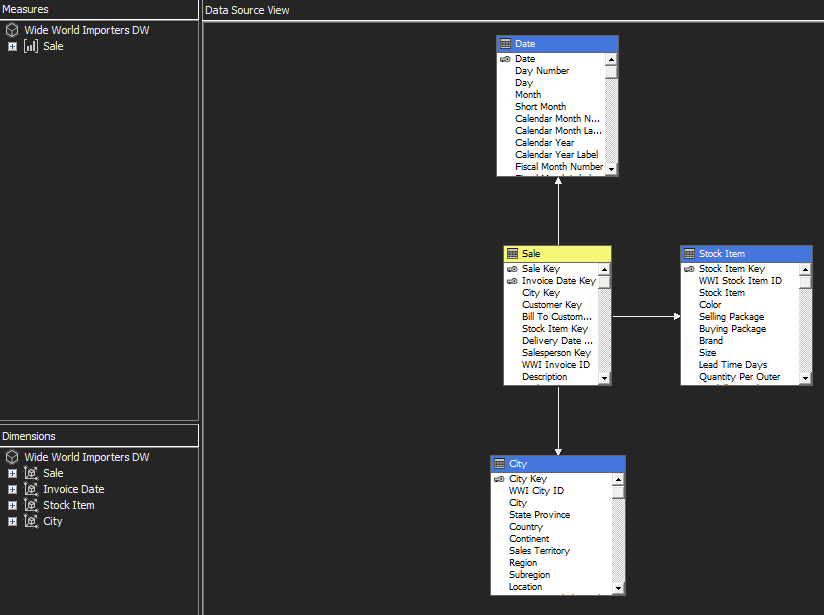 Measures
Wide World Importers DW
Sale
Dimensions
Wide World Importers DW
Sale
Invoice Date
Stock Item
City
Data Source View
Date
Date
Day Number
Day
Month
Short Month
Calendar Month N...
Calendar Month La...
Calendar Year
Calendar Year Label
Fiscal Month Number
Sale
Sale Key
Invoice Date Key
City Key
Customer Key
Bill To Custom...
Stock Item Key
Delivery Date ...
Salesperson Key
WWI Invoice ID
Description
Stock Item
Stock Item Key
WWI Stock Item ID
Stock Item
Color
Selling Package
Buying Package
Brand
Size
Lead Time Days
Quantity Per Outer
City
City Key
WWI City ID
City
State Province
Country
Continent
Sales Territory
Region
Subregion
Location